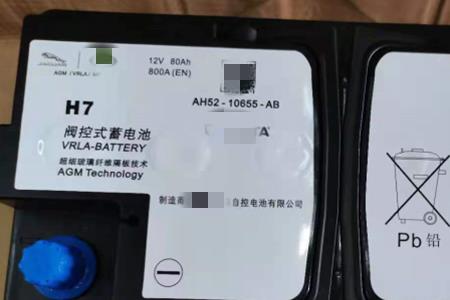 JAGUAR
12V 80Ah
AGM (VRLA)
800A(EN)
H7
AH52-10655-AB
阀控式蓄电池
VRLA-BATTERY
超细玻璃纤维隔板技术
AGM Technology
制造商
自控电池有限公司
Pb 铅